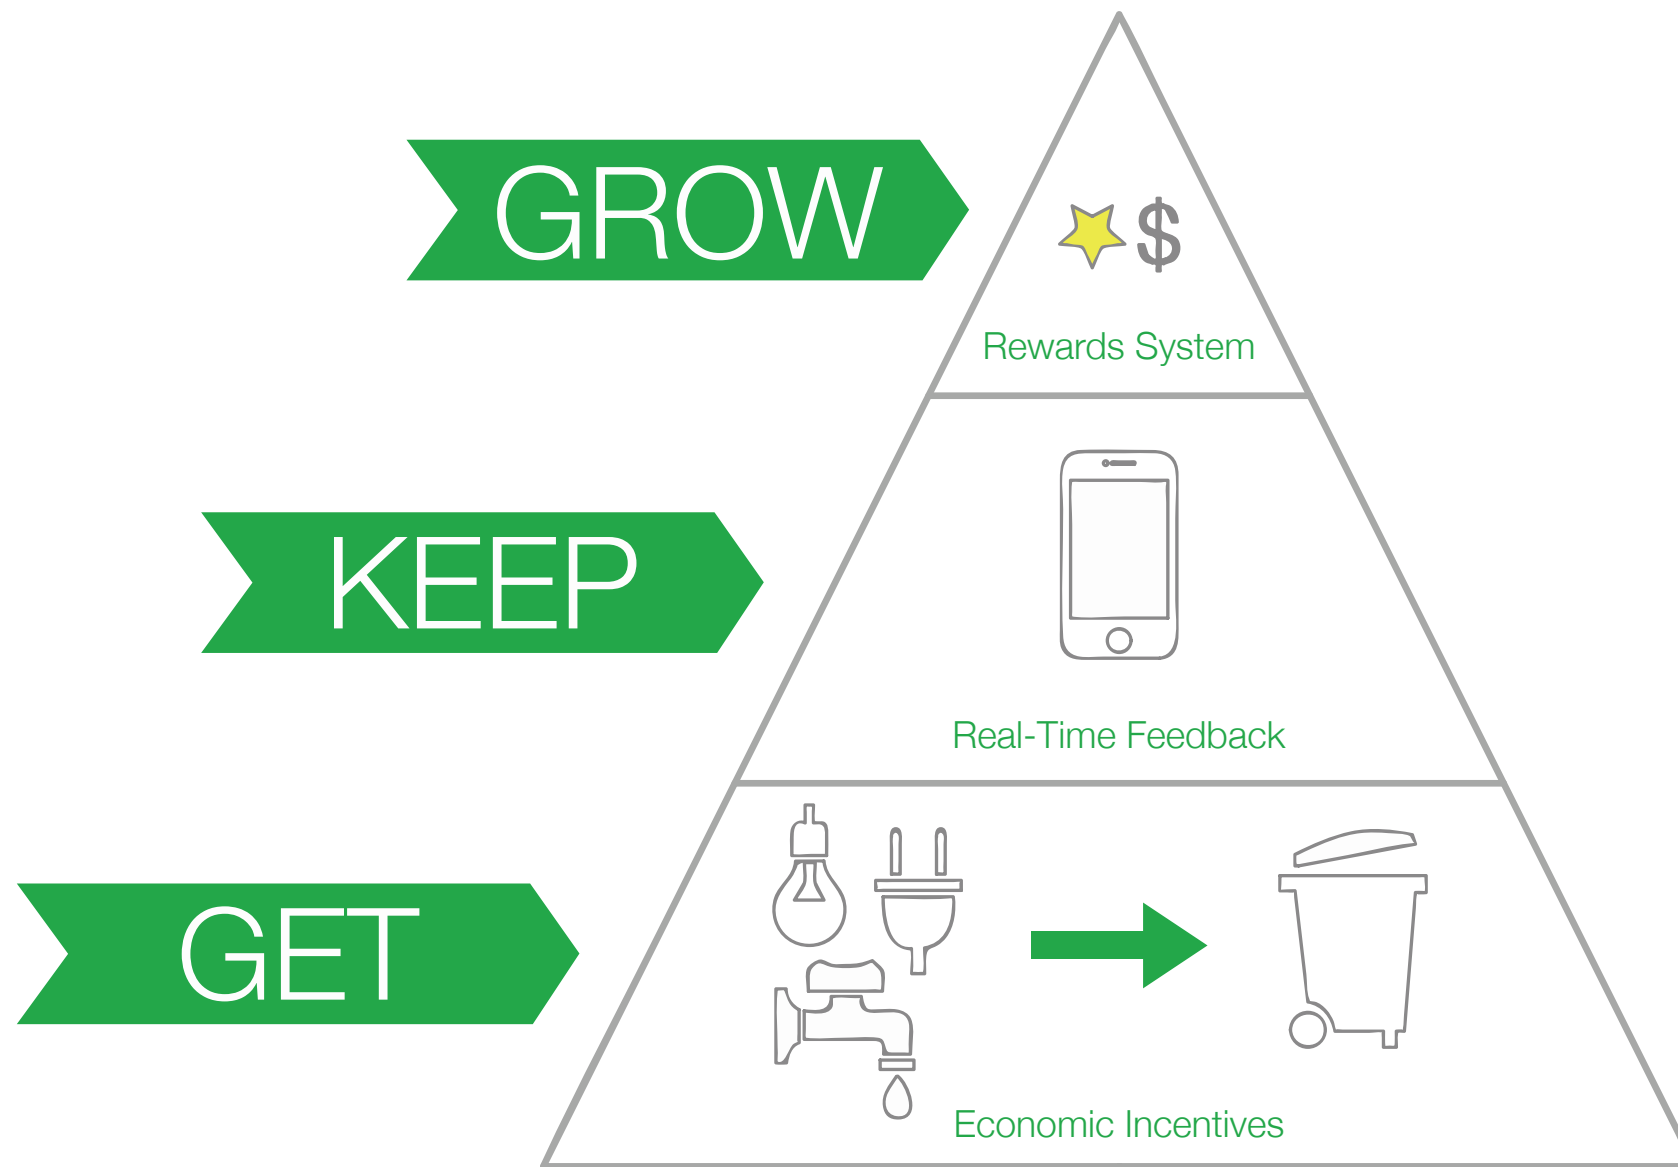 GROW
$
Rewards System
KEEP
Real-Time Feedback
GET
Economic Incentives